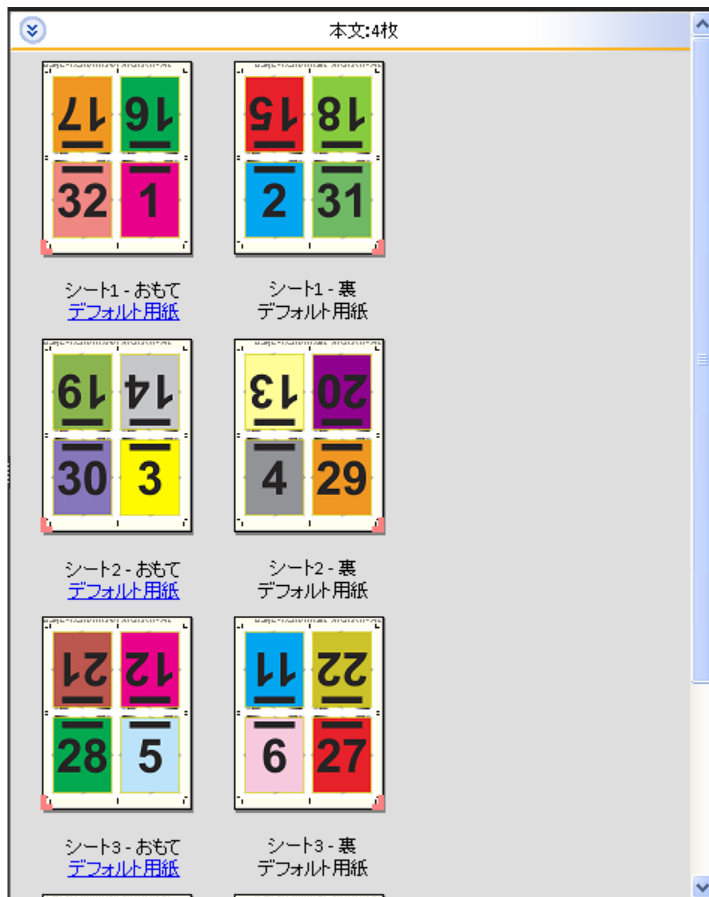 本文:4枚
17 16
32 1
15 18
2 31
シート1 - おもて
デフォルト用紙
シート1 - 裏
デフォルト用紙
19 14
30 3
13 20
4 29
シート2 - おもて
デフォルト用紙
シート2 - 裏
デフォルト用紙
21 12
28 5
11 22
6 27
シート3 - おもて
デフォルト用紙
シート3 - 裏
デフォルト用紙